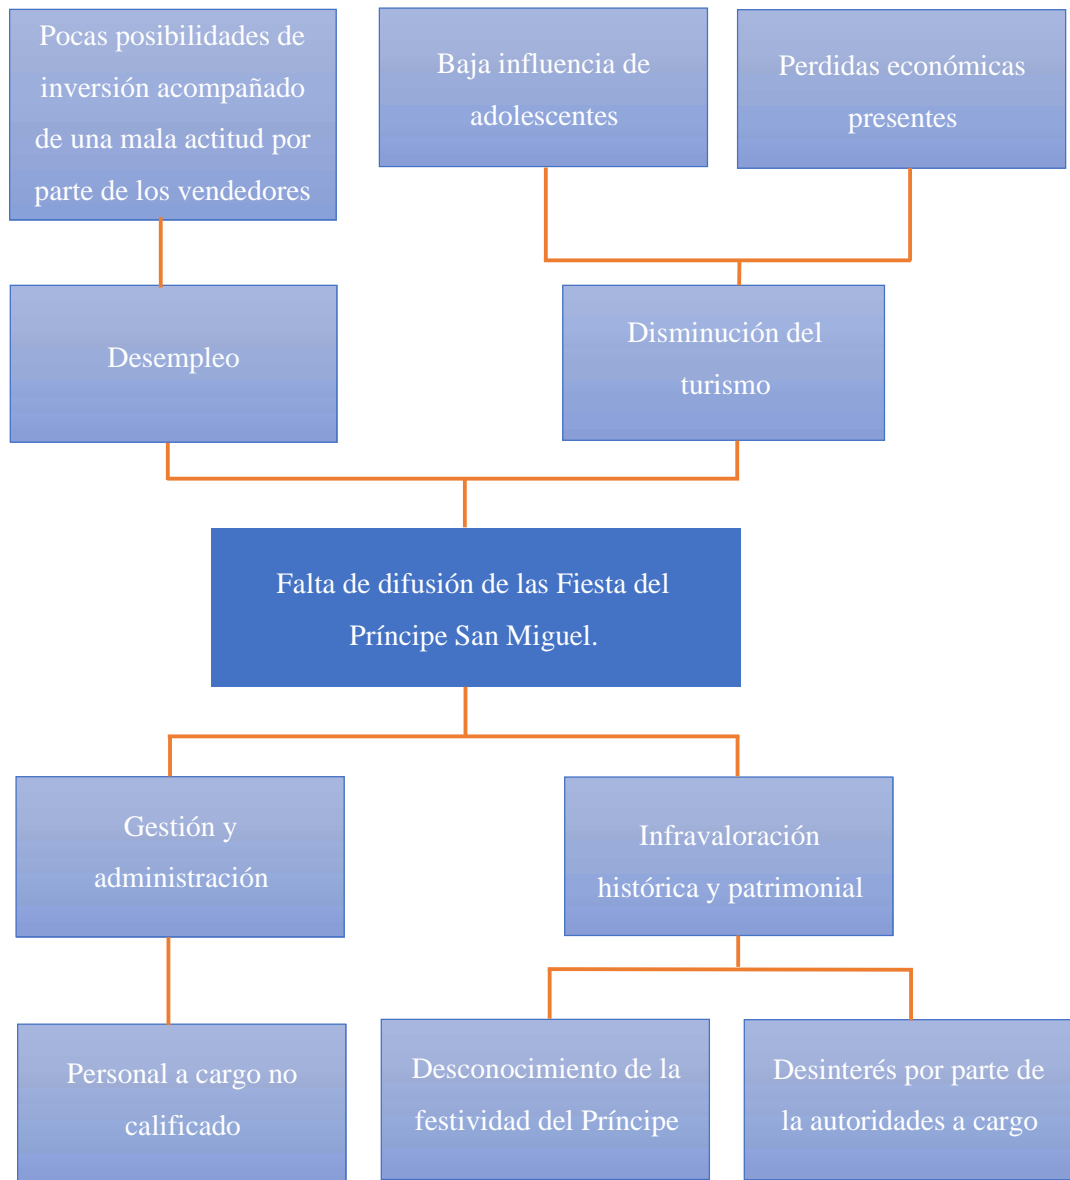 Pocas posibilidades de
inversión acompañado
de una mala actitud por
parte de los vendedores
Baja influencia de
adolescentes
Perdidas económicas
presentes
Desempleo
Disminución del
turismo
Falta de difusión de las Fiesta del
Príncipe San Miguel.
Gestión y
administración
Infravaloración
histórica y patrimonial
Personal a cargo no
calificado
Desconocimiento de la
festividad del Príncipe
Desinterés por parte de
la autoridades a cargo